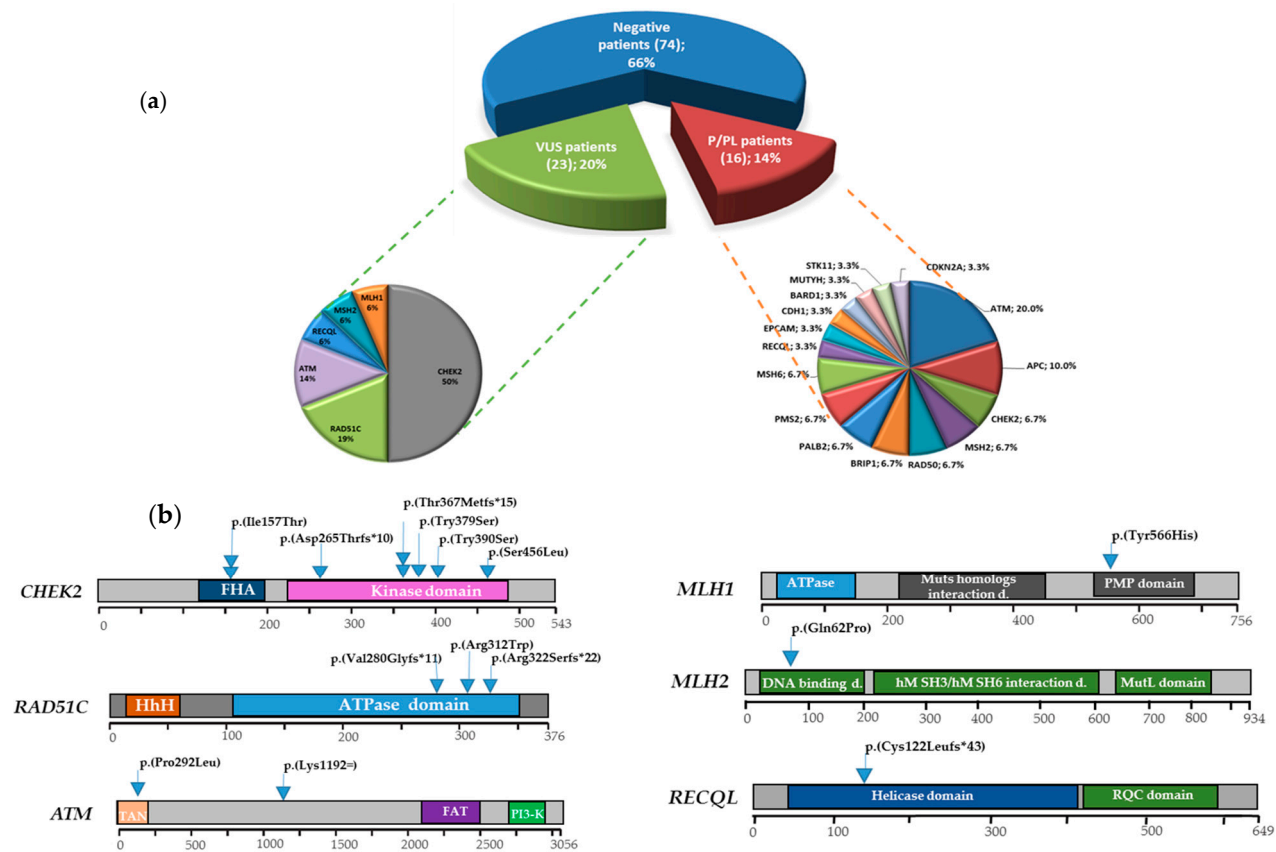 (a)
Negative
patients (74);
66%
VUS patients
(23); 20%
P/PL patients
(16); 14%
MLH1
6%
MSH2
6%
RECQL
6%
ATM
14%
RAD51C
19%
CHEK2
50%
STK11; 3.3%
CDKN2A; 3.3%
MUTYH; 3.3%
BARD1; 3.3%
CDH1; 3.3%
EPCAM; 3.3%
RECQL; 3.3%
MSH6; 6.7%
PMS2; 6.7%
PALB2; 6.7%
BRIP1; 6.7%
RAD50; 6.7%
MSH2; 6.7%
CHEK2; 6.7%
APC; 10.0%
ATM; 20.0%
(b)
p.(Ile157Thr)
p.(Asp265Thrfs*10)
p.(Thr367Metfs*15)
p.(Try379Ser)
p.(Try390Ser)
p.(Ser456Leu)
CHEK2
FHA
Kinase domain
0 200 300 400 500 543
p.(Val280Glyfs*11)
p.(Arg312Trp)
p.(Arg322Serfs*22)
RAD51C
HhH
ATPase domain
0 100 200 300 376
p.(Pro292Leu)
p.(Lys1192=)
ATM
TAN
FAT
PI3-K
0 500 1000 1500 2000 2500 3056
p.(Tyr566His)
MLH1
ATPase
Muts homologs
interaction d.
PMP domain
0 200 400 600 756
p.(Gln62Pro)
MLH2
DNA binding d.
hM SH3/hM SH6 interaction d.
MutL domain
0 100 200 300 400 500 600 700 800 934
p.(Cys122Leufs*43)
RECQL
Helicase domain
RQC domain
0 100 300 500 649